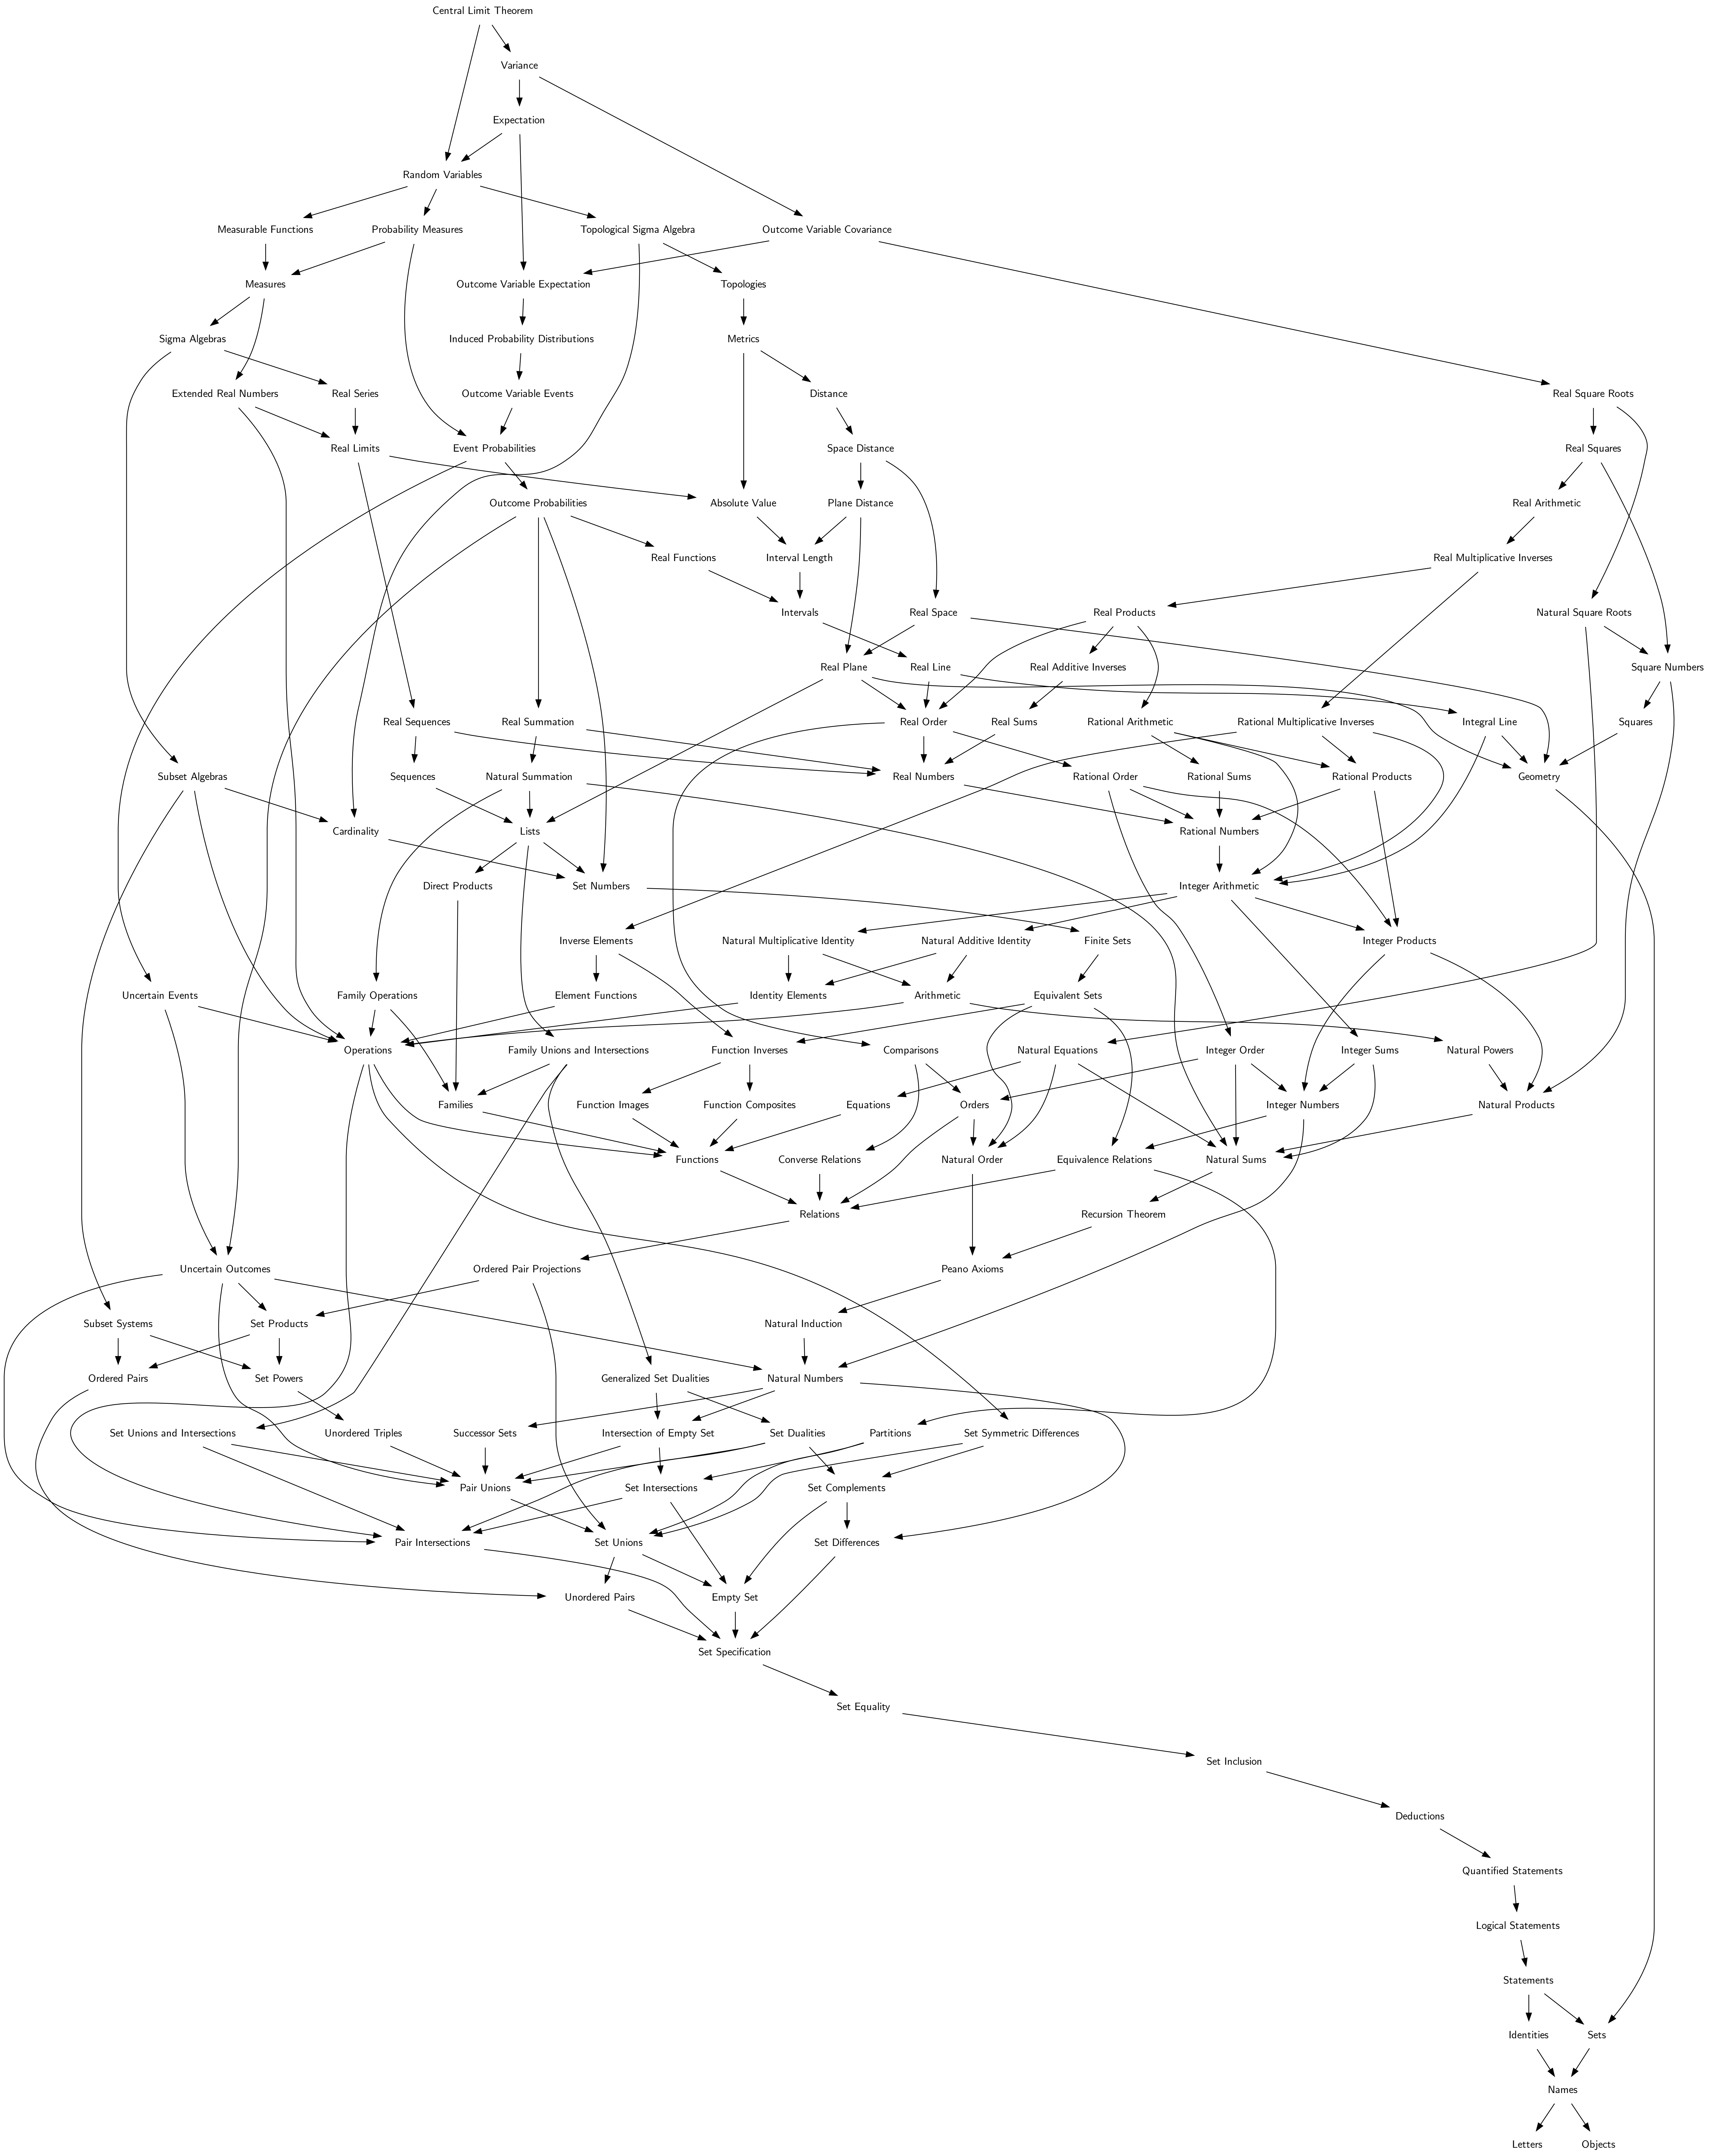 Central Limit Theorem
Variance
Expectation
Random Variables
Measurable Functions
Probability Measures
Topological Sigma Algebra
Outcome Variable Covariance
Measures
Outcome Variable Expectation
Topologies
Sigma Algebras
Induced Probability Distributions
Metrics
Extended Real Numbers
Real Series
Outcome Variable Events
Distance
Real Square Roots
Real Limits
Event Probabilities
Space Distance
Real Squares
Outcome Probabilities
Absolute Value
Plane Distance
Real Arithmetic
Real Functions
Interval Length
Real Multiplicative Inverses
Intervals
Real Space
Real Products
Natural Square Roots
Real Plane
Real Line
Real Additive Inverses
Square Numbers
Real Sequences
Real Summation
Real Order
Real Sums
Rational Arithmetic
Rational Multiplicative Inverses
Integral Line
Squares
Subset Algebras
Sequences
Natural Summation
Real Numbers
Rational Order
Rational Sums
Rational Products
Geometry
Cardinality
Lists
Rational Numbers
Direct Products
Set Numbers
Integer Arithmetic
Inverse Elements
Natural Multiplicative Identity
Natural Additive Identity
Finite Sets
Integer Products
Uncertain Events
Family Operations
Element Functions
Identity Elements
Arithmetic
Equivalent Sets
Operations
Family Unions and Intersections
Function Inverses
Comparisons
Natural Equations
Integer Order
Integer Sums
Natural Powers
Families
Function Images
Function Composites
Equations
Orders
Integer Numbers
Natural Products
Functions
Converse Relations
Natural Order
Equivalence Relations
Natural Sums
Relations
Recursion Theorem
Uncertain Outcomes
Ordered Pair Projections
Peano Axioms
Subset Systems
Set Products
Natural Induction
Ordered Pairs
Set Powers
Generalized Set Dualities
Natural Numbers
Set Unions and Intersections
Unordered Triples
Successor Sets
Intersection of Empty Set
Set Dualities
Partitions
Set Symmetric Differences
Pair Unions
Set Intersections
Set Complements
Pair Intersections
Set Unions
Set Differences
Unordered Pairs
Empty Set
Set Specification
Set Equality
Set Inclusion
Deductions
Quantified Statements
Logical Statements
Statements
Identities
Sets
Names
Letters
Objects